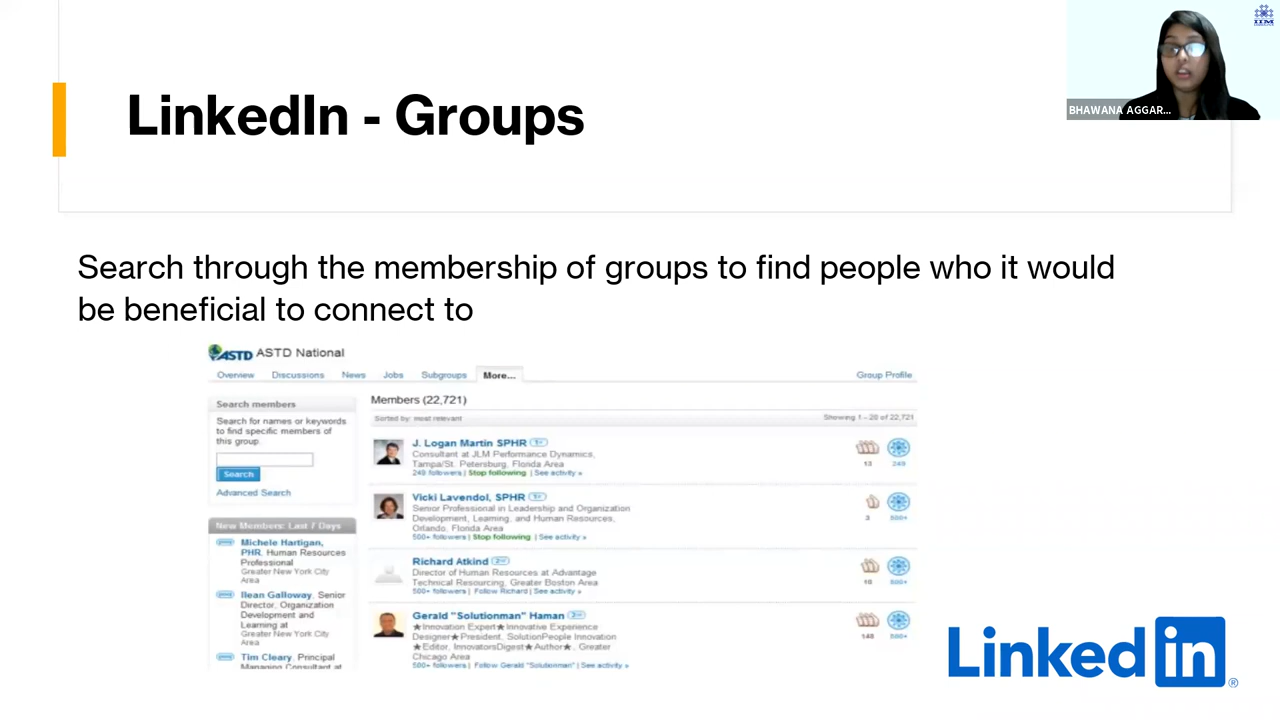 IIM
BHAWANA AGGAR...
LinkedIn - Groups
Search through the membership of groups to find people who it would
be beneficial to connect to
ASTD ASTD National
Overview Discussions News Jobs Subgroups More... Group Profile
Search members
Search for names or keywords
to find specific members of
this group.
Search
Advanced Search
New Members: Last 7 Days
Michele Hartigan,
PHR, Human Resources
Professional
Greater New York City
Area
Ilean Galloway, Senior
Director, Organization
Development and
Learning at
Greater New York City
Area
Tim Cleary, Principal
Managing Consultant at
Members (22,721)
Sorted by: most relevant Showing 1 - 20 of 22,721
J. Logan Martin SPHR
Consultant at JLM Performance Dynamics,
Tampa/St. Petersburg, Florida Area
249 followers | Stop following | See activity »
13 249
Vicki Lavendol, SPHR
Senior Professional in Leadership and Organization
Development, Learning, and Human Resources,
Orlando, Florida Area
500+ followers | Stop following | See activity »
3 500+
Richard Atkind
Director of Human Resources at Advantage
Technical Resourcing, Greater Boston Area
500+ followers | Follow Richard | See activity »
10 500+
Gerald "Solutionman" Haman
★Innovation Expert★Innovative Experience
Designer★President, SolutionPeople Innovation
★Editor, InnovatorsDigest★Author★, Greater
Chicago Area
500+ followers | Follow Gerald "Solutionman" | See activity »
148 500+
Linked in ®